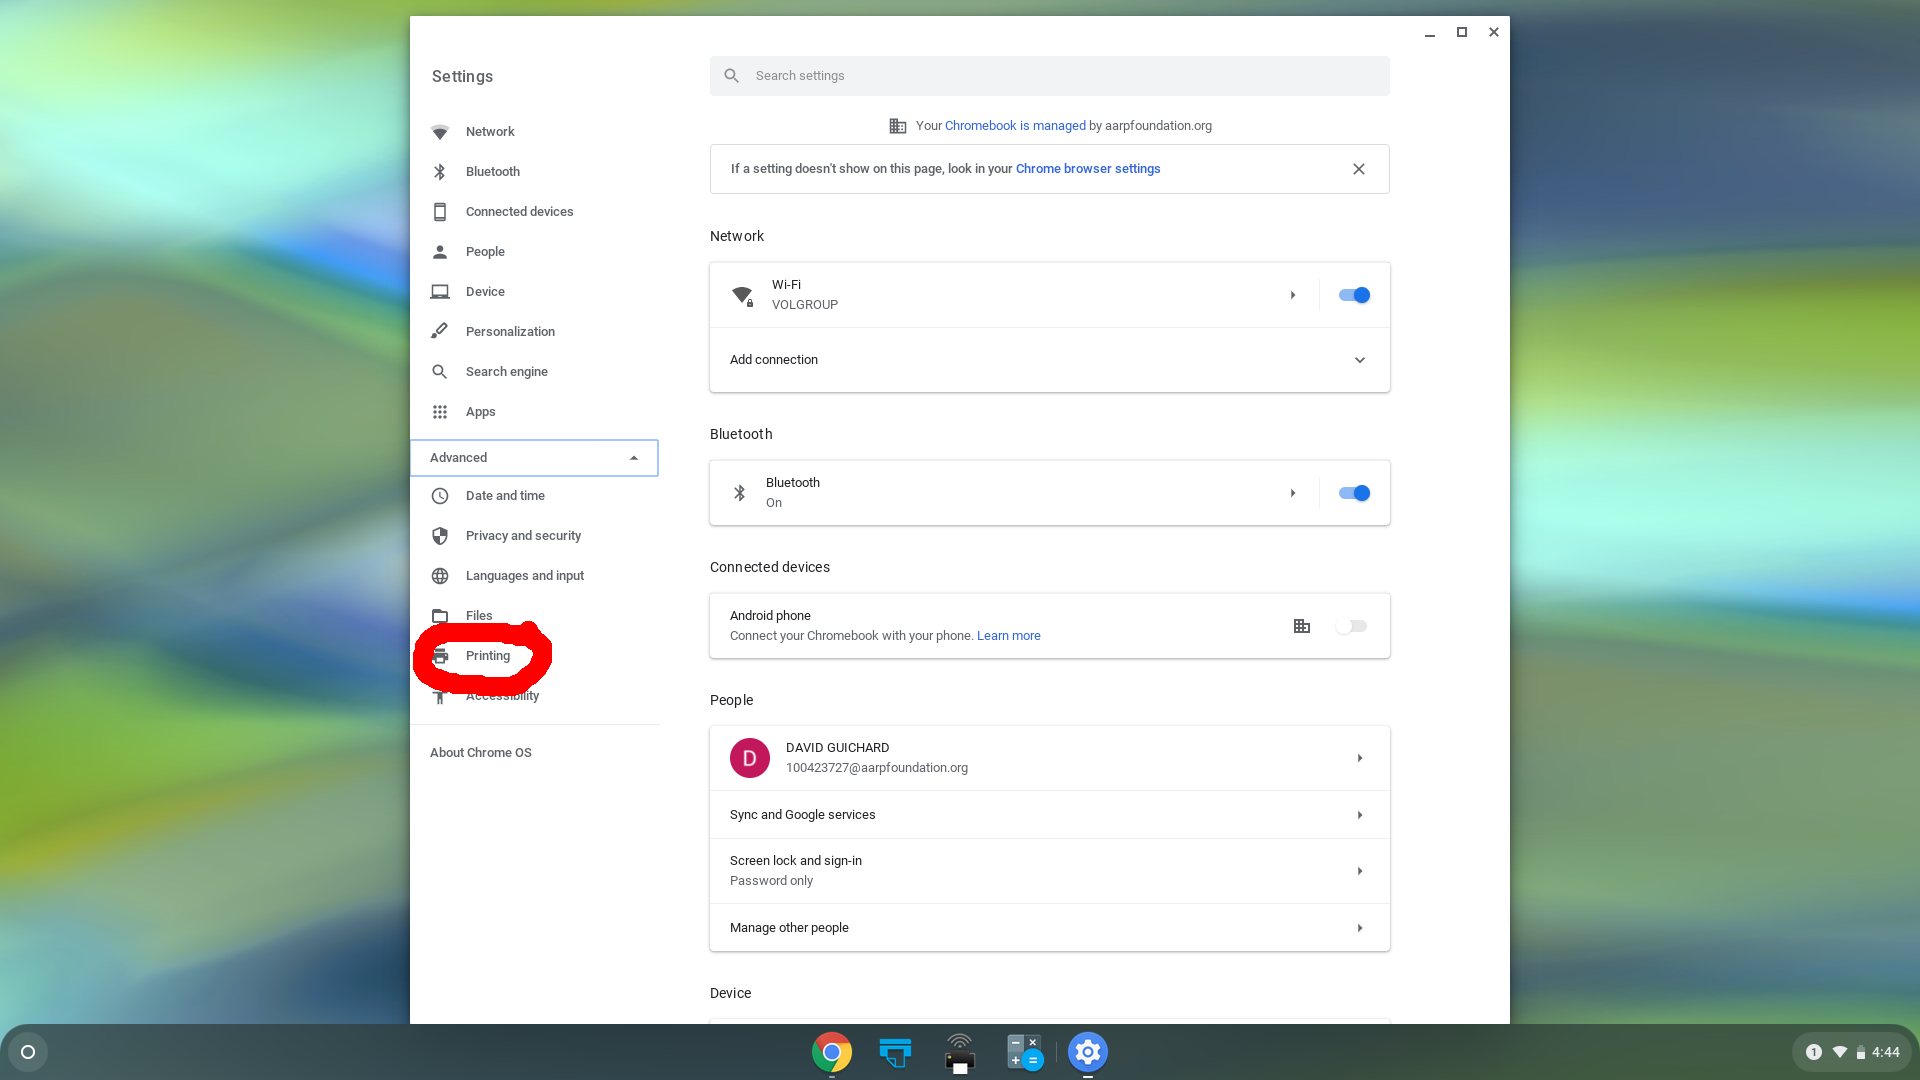 Settings
Search settings
Network
Bluetooth
Connected devices
People
Device
Personalization
Search engine
Apps
Advanced
Date and time
Privacy and security
Languages and input
Files
Printing
Accessibility
About Chrome OS
Your Chromebook is managed by aarpfoundation.org
If a setting doesn't show on this page, look in your Chrome browser settings
Network
Wi-Fi
VOLGROUP
Add connection
Bluetooth
Bluetooth
On
Connected devices
Android phone
Connect your Chromebook with your phone. Learn more
People
D
DAVID GUICHARD
100423727@aarpfoundation.org
Sync and Google services
Screen lock and sign-in
Password only
Manage other people
Device
1
4:44